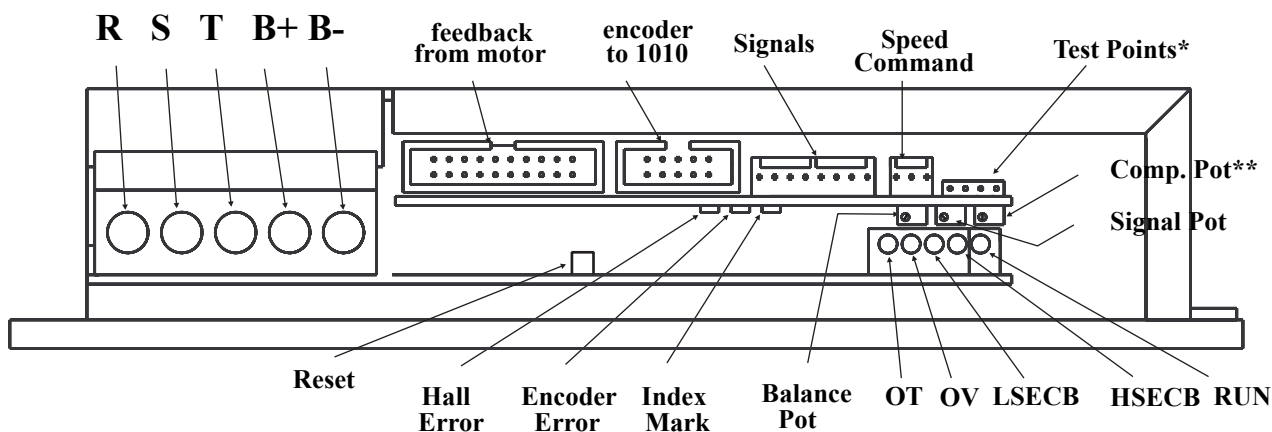 R S T B+ B-
feedback
from motor
encoder
to 1010
Signals
Speed
Command
Test Points*
Comp. Pot**
Signal Pot
Reset
Hall
Error
Encoder
Error
Index
Mark
Balance
Pot
OT OV LSECB HSECB RUN